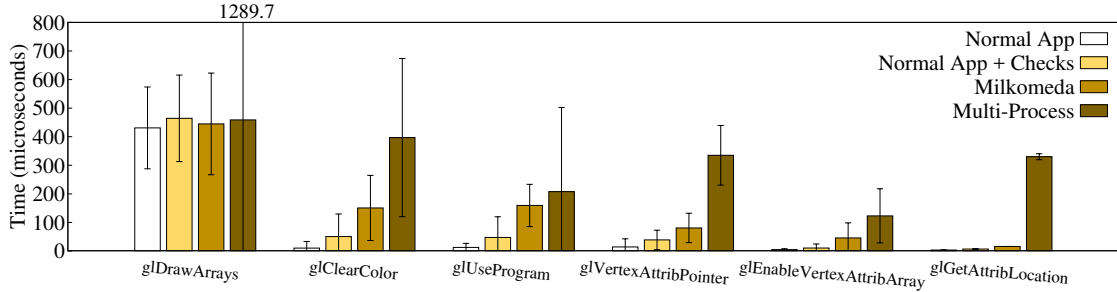 1289.7
800
700
600
500
400
300
200
100
0
Time (microseconds)
Normal App
Normal App + Checks
Milkomeda
Multi-Process
glDrawArrays
glClearColor
glUseProgram
glVertexAttribPointer
glEnableVertexAttribArray
glGetAttribLocation